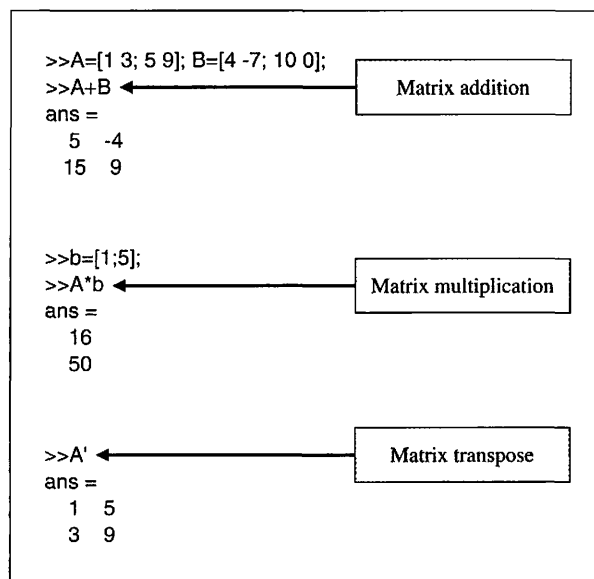 >>A=[1 3; 5 9]; B=[4 -7; 10 0];
>>A+B
Matrix addition
ans =
5 -4
15 9
>>b=[1;5];
>>A*b
Matrix multiplication
ans =
16
50
>>A'
Matrix transpose
ans =
1 5
3 9